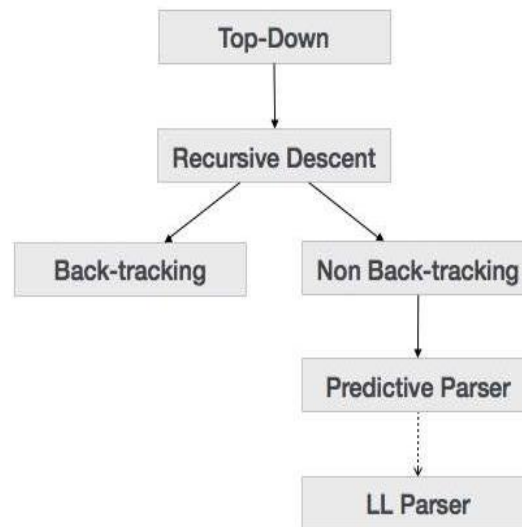 Top-Down
Recursive Descent
Back-tracking
Non Back-tracking
Predictive Parser
LL Parser